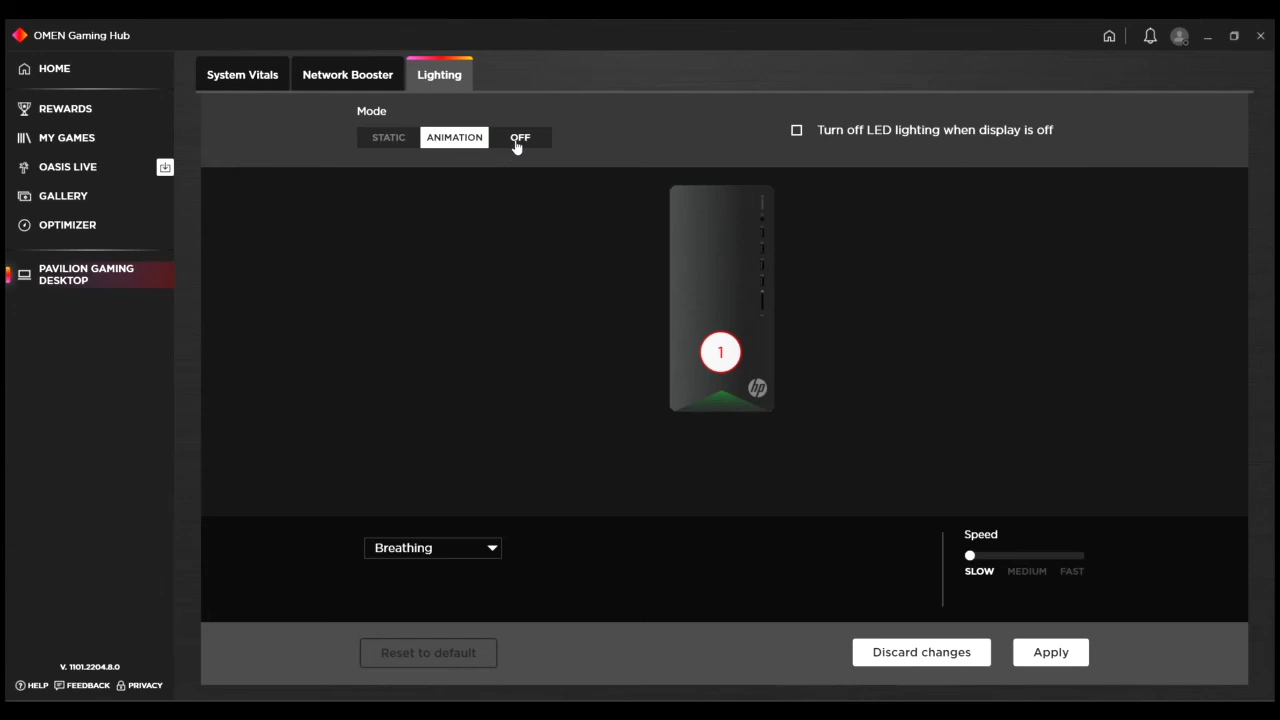 OMEN Gaming Hub
HOME
REWARDS
MY GAMES
OASIS LIVE
GALLERY
OPTIMIZER
PAVILION GAMING
DESKTOP
V. 1101.2204.8.0
HELP FEEDBACK PRIVACY
System Vitals Network Booster Lighting
Mode
STATIC ANIMATION OFF
Turn off LED lighting when display is off
1
hp
Breathing
Speed
SLOW MEDIUM FAST
Reset to default Discard changes Apply